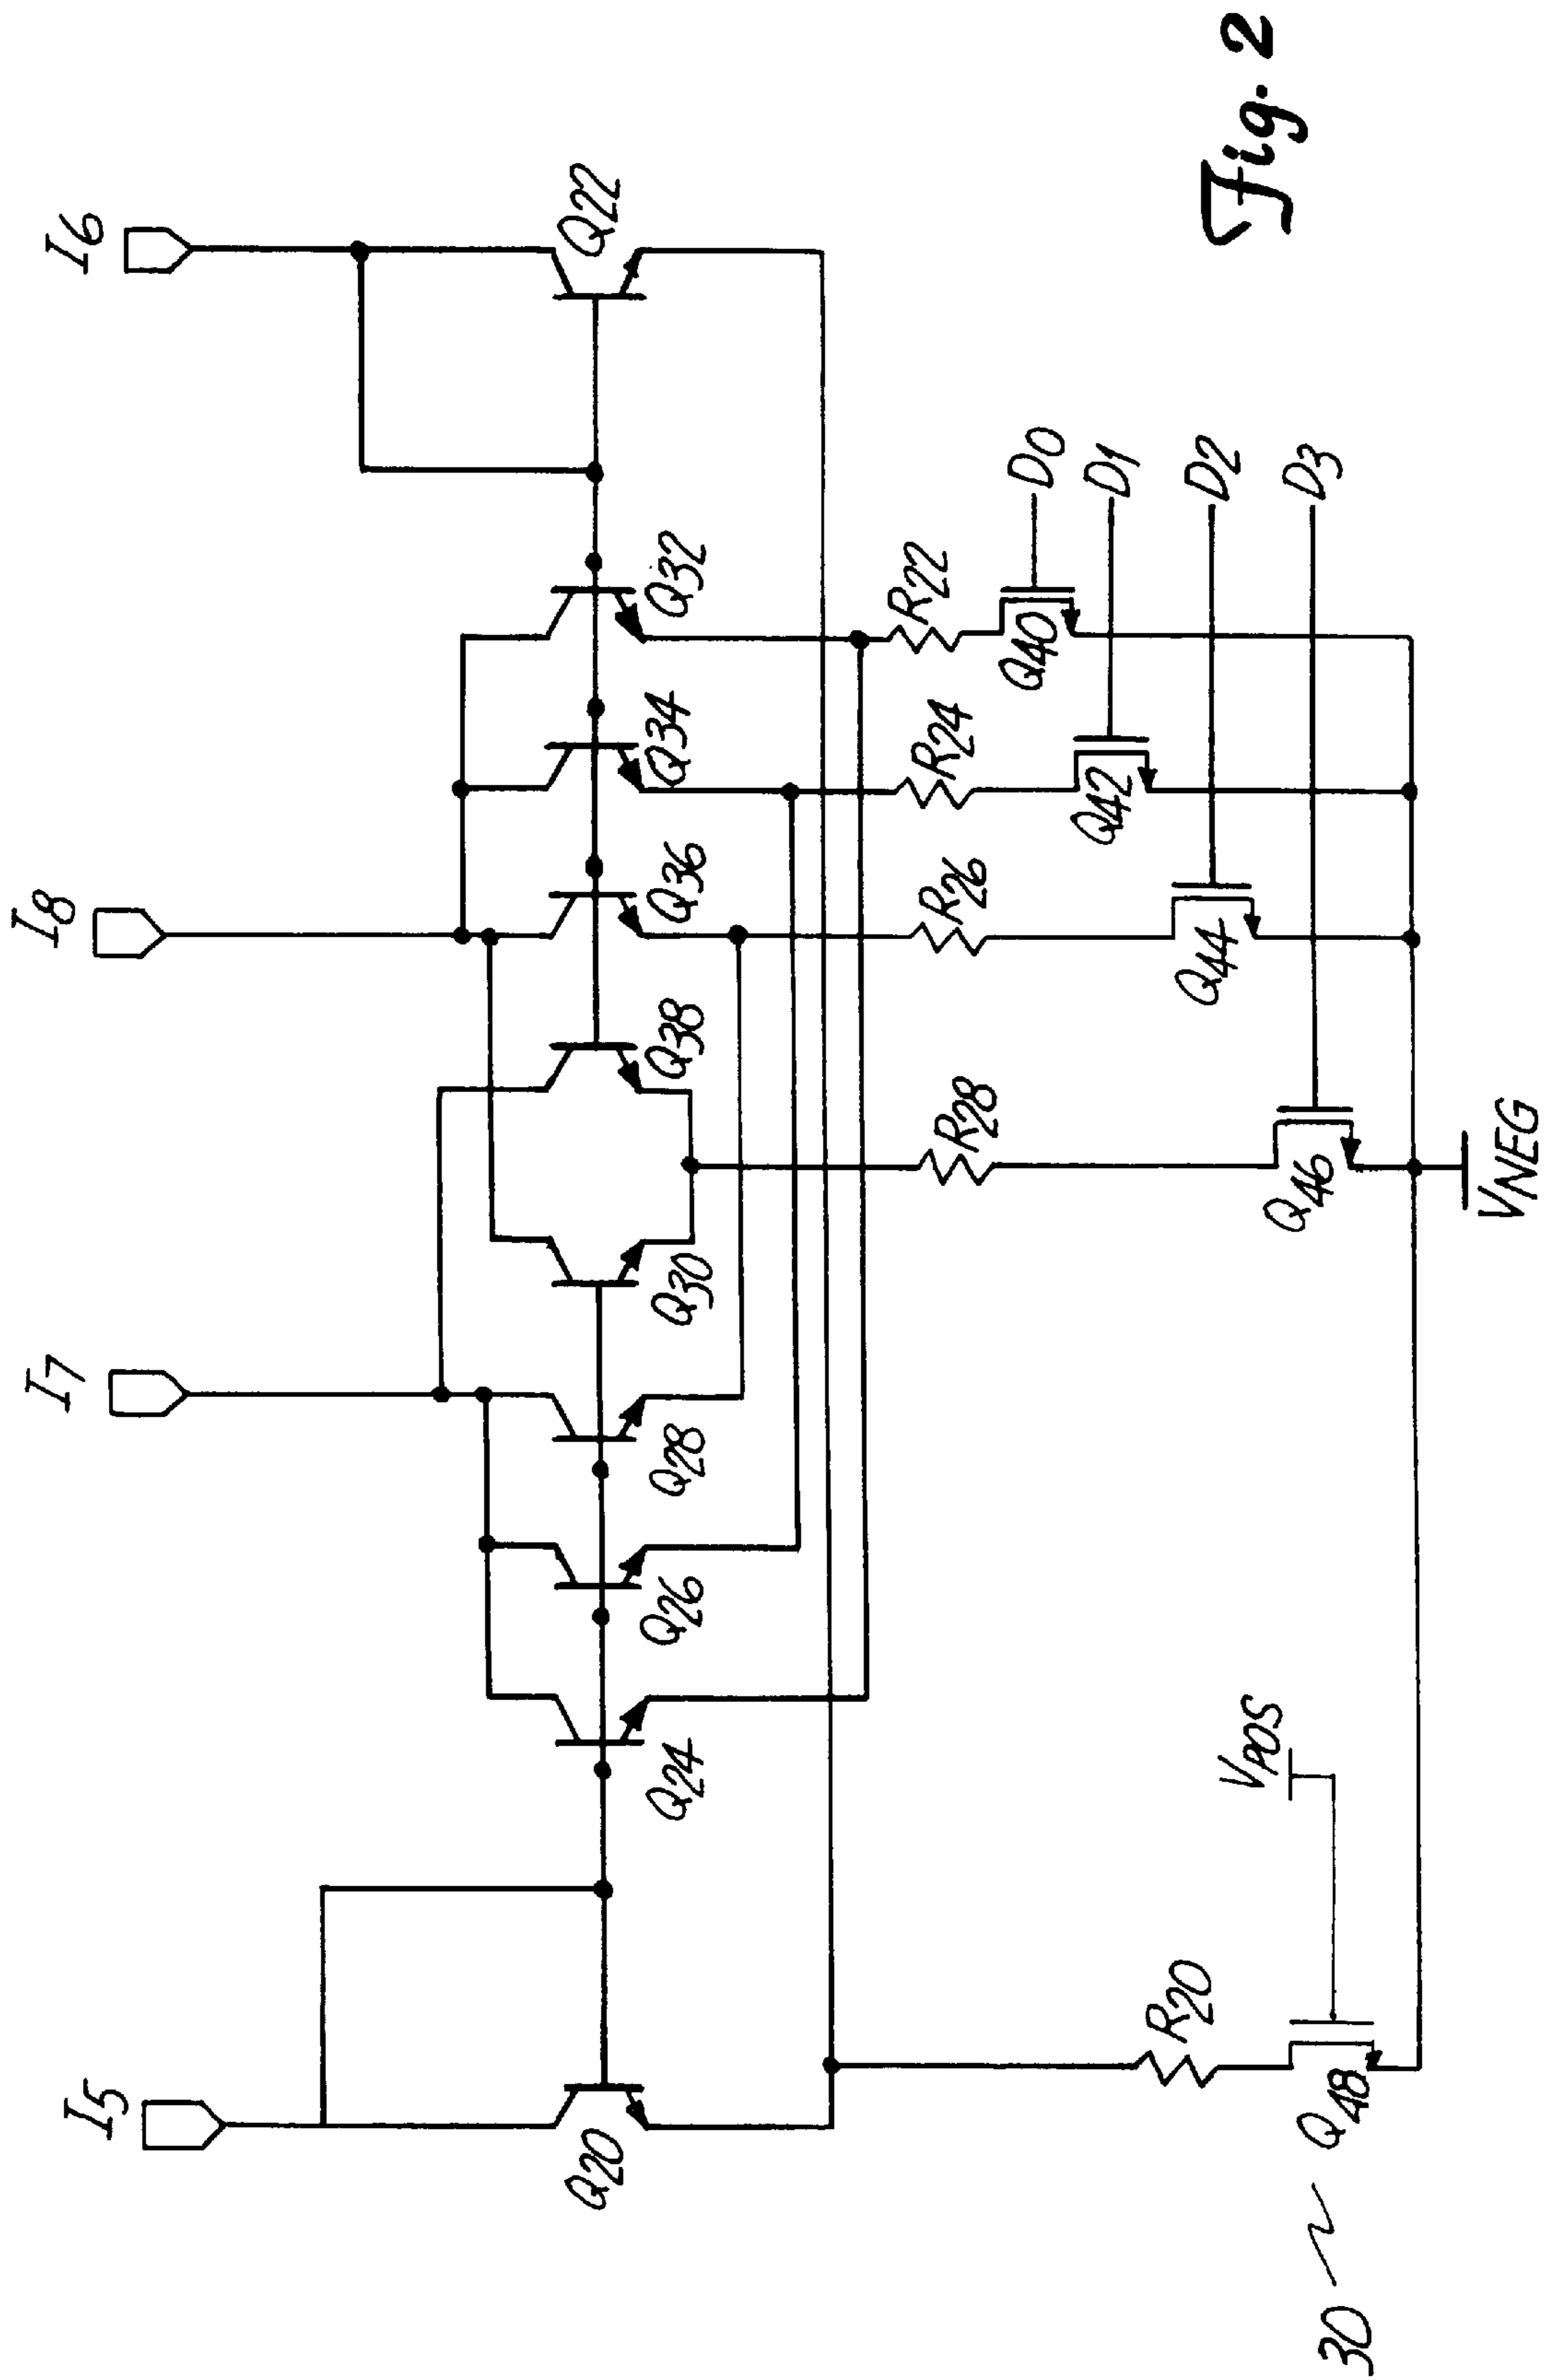 I5
I7
I8
I6
Q20
Q24
Q26
Q28
Q30
Q38
Q36
Q34
Q32
Q22
R20
R28
R26
R24
R22
Q48
VPOS
Q46
Q44
Q42
Q40
D0
D1
D2
D3
VNEG
30
Fig. 2